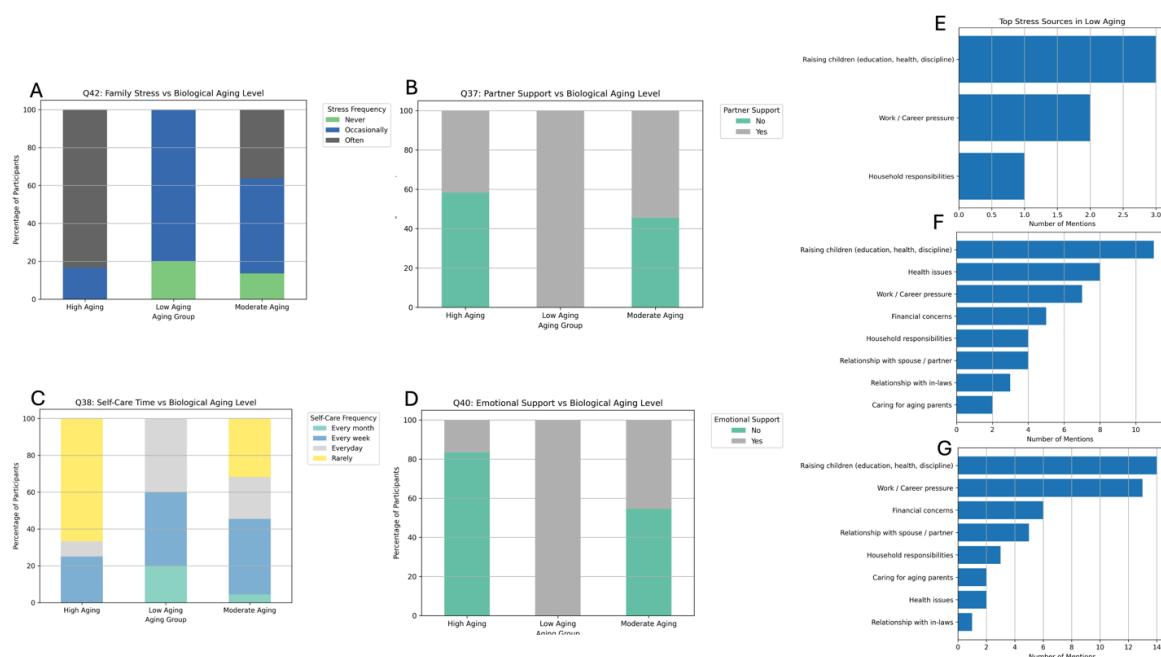 A
Q42: Family Stress vs Biological Aging Level
Percentage of Participants
100
80
60
40
20
0
High Aging
Low Aging
Moderate Aging
Aging Group
Stress Frequency
Never
Occasionally
Often
B
Q37: Partner Support vs Biological Aging Level
100
80
60
40
20
0
High Aging
Low Aging
Moderate Aging
Aging Group
Partner Support
No
Yes
C
Q38: Self-Care Time vs Biological Aging Level
Percentage of Participants
100
80
60
40
20
0
High Aging
Low Aging
Moderate Aging
Aging Group
Self-Care Frequency
Every month
Every week
Everyday
Rarely
D
Q40: Emotional Support vs Biological Aging Level
Percentage of Participants
100
80
60
40
20
0
High Aging
Low Aging
Moderate Aging
Aging Group
Emotional Support
No
Yes
E
Top Stress Sources in Low Aging
Raising children (education, health, discipline)
Work / Career pressure
Household responsibilities
0.0 0.5 1.0 1.5 2.0 2.5 3.0
Number of Mentions
F
Raising children (education, health, discipline)
Health issues
Work / Career pressure
Financial concerns
Household responsibilities
Relationship with spouse / partner
Relationship with in-laws
Caring for aging parents
0 2 4 6 8 10
Number of Mentions
G
Raising children (education, health, discipline)
Work / Career pressure
Financial concerns
Relationship with spouse / partner
Household responsibilities
Caring for aging parents
Health issues
Relationship with in-laws
0 2 4 6 8 10 12 14
Number of Mentions